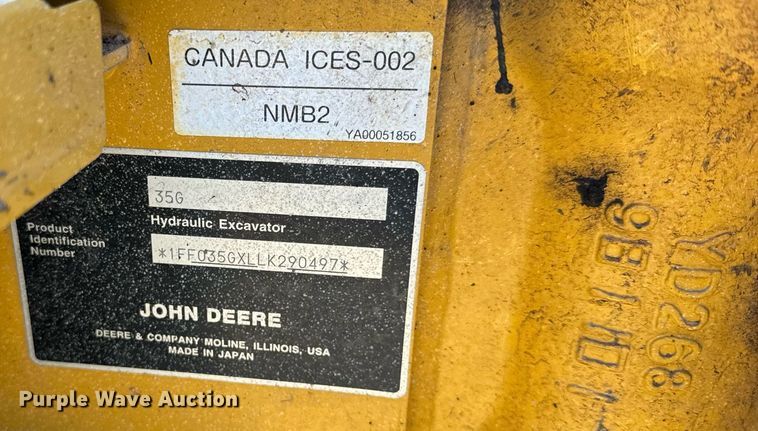 CANADA ICES-002
NMB2
YA00051856
35G
Hydraulic Excavator
Product
Identification
Number
*1FF035GXLLK290497*
JOHN DEERE
DEERE & COMPANY MOLINE, ILLINOIS, USA
MADE IN JAPAN
YD268
Purple Wave Auction